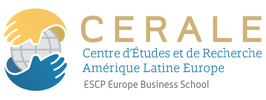 CERALE
Centre d'Études et de Recherche
Amérique Latine Europe
ESCP Europe Business School